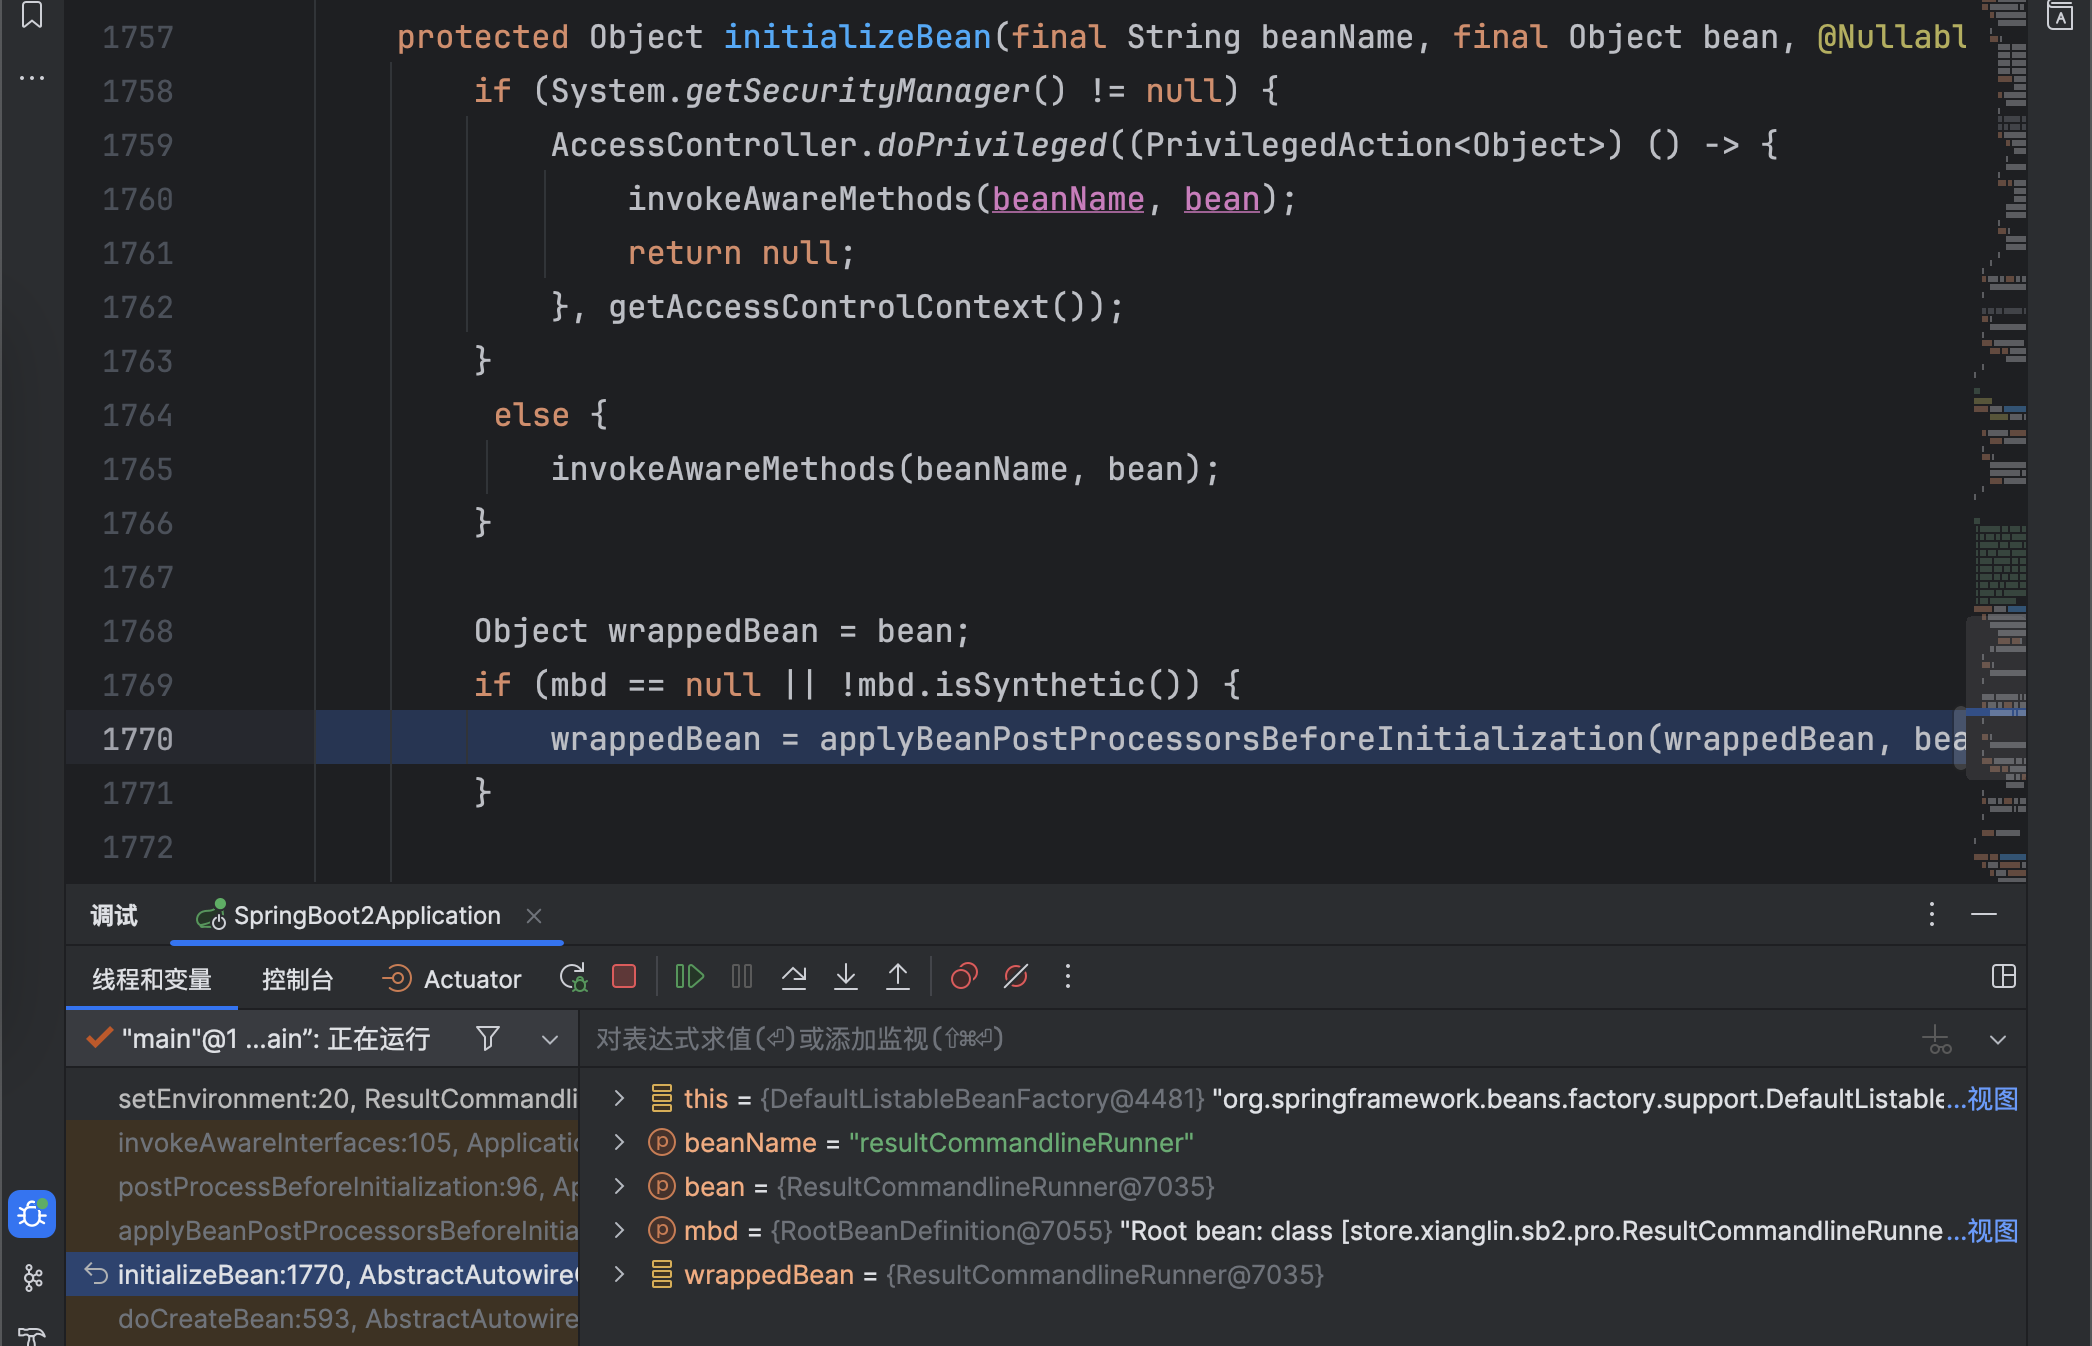 1757 protected Object initializeBean(final String beanName, final Object bean, @Nullabl
1758 if (System.getSecurityManager() != null) {
1759 AccessController.doPrivileged((PrivilegedAction<Object>) () -> {
1760 invokeAwareMethods(beanName, bean);
1761 return null;
1762 }, getAccessControlContext());
1763 }
1764 else {
1765 invokeAwareMethods(beanName, bean);
1766 }
1767
1768 Object wrappedBean = bean;
1769 if (mbd == null || !mbd.isSynthetic()) {
1770 wrappedBean = applyBeanPostProcessorsBeforeInitialization(wrappedBean, bea
1771 }
1772
调试 SpringBoot2Application
线程和变量 控制台 Actuator
"main"@1 ...ain”: 正在运行
对表达式求值(⏎)或添加监视(⇧⌘⏎)
setEnvironment:20, ResultCommandli
invokeAwareInterfaces:105, Applicatio
postProcessBeforeInitialization:96, Ap
applyBeanPostProcessorsBeforeInitia
initializeBean:1770, AbstractAutowireC
doCreateBean:593, AbstractAutowire
this = {DefaultListableBeanFactory@4481} "org.springframework.beans.factory.support.DefaultListable...视图
beanName = "resultCommandlineRunner"
bean = {ResultCommandlineRunner@7035}
mbd = {RootBeanDefinition@7055} "Root bean: class [store.xianglin.sb2.pro.ResultCommandlineRunne...视图
wrappedBean = {ResultCommandlineRunner@7035}